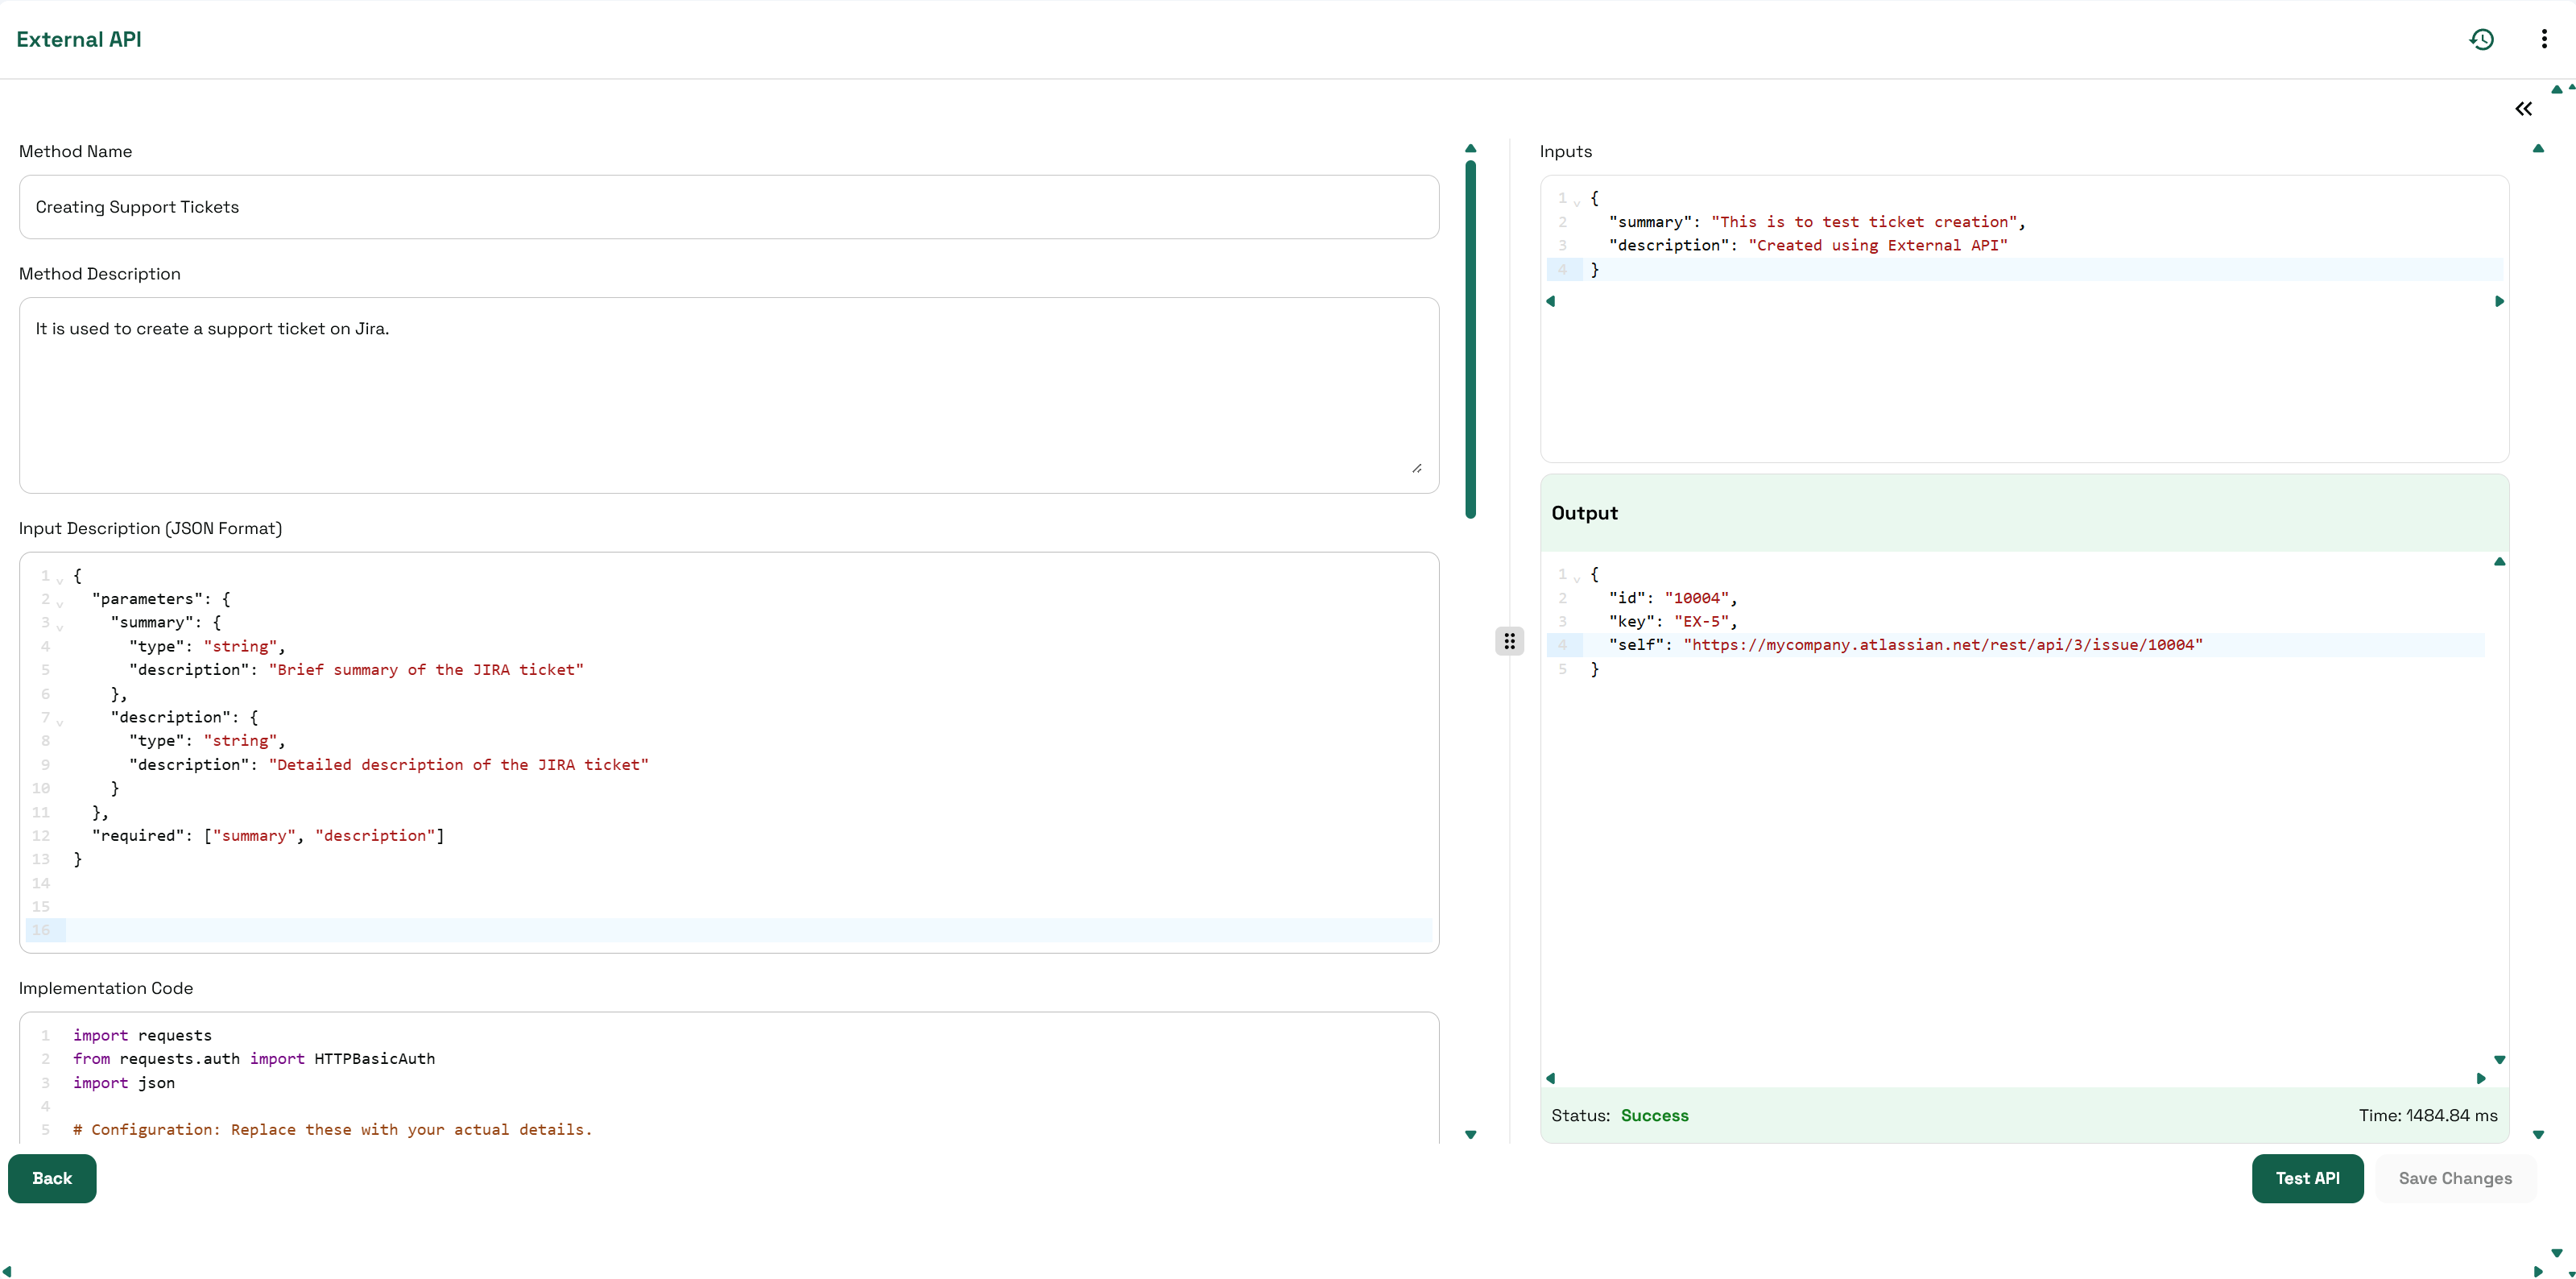 External API
Method Name
Creating Support Tickets
Method Description
It is used to create a support ticket on Jira.
Input Description (JSON Format)
1 {
2   "parameters": {
3     "summary": {
4       "type": "string",
5       "description": "Brief summary of the JIRA ticket"
6     },
7     "description": {
8       "type": "string",
9       "description": "Detailed description of the JIRA ticket"
10     }
11   },
12   "required": ["summary", "description"]
13 }
14
15
16
Implementation Code
1 import requests
2 from requests.auth import HTTPBasicAuth
3 import json
4
5 # Configuration: Replace these with your actual details.
Inputs
1 {
2   "summary": "This is to test ticket creation",
3   "description": "Created using External API"
4 }
Output
1 {
2   "id": "10004",
3   "key": "EX-5",
4   "self": "https://mycompany.atlassian.net/rest/api/3/issue/10004"
5 }
Status: Success
Time: 1484.84 ms
Back
Test API
Save Changes